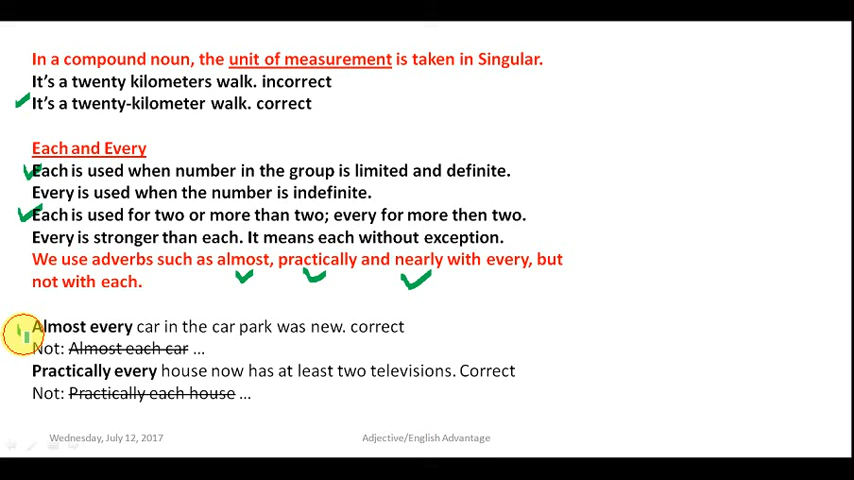 In a compound noun, the unit of measurement is taken in Singular.
It's a twenty kilometers walk. incorrect
It's a twenty-kilometer walk. correct
Each and Every
Each is used when number in the group is limited and definite.
Every is used when the number is indefinite.
Each is used for two or more than two; every for more then two.
Every is stronger than each. It means each without exception.
We use adverbs such as almost, practically and nearly with every, but
not with each.
Almost every car in the car park was new. correct
Not: Almost each car ...
Practically every house now has at least two televisions. Correct
Not: Practically each house ...
Wednesday, July 12, 2017
Adjective/English Advantage